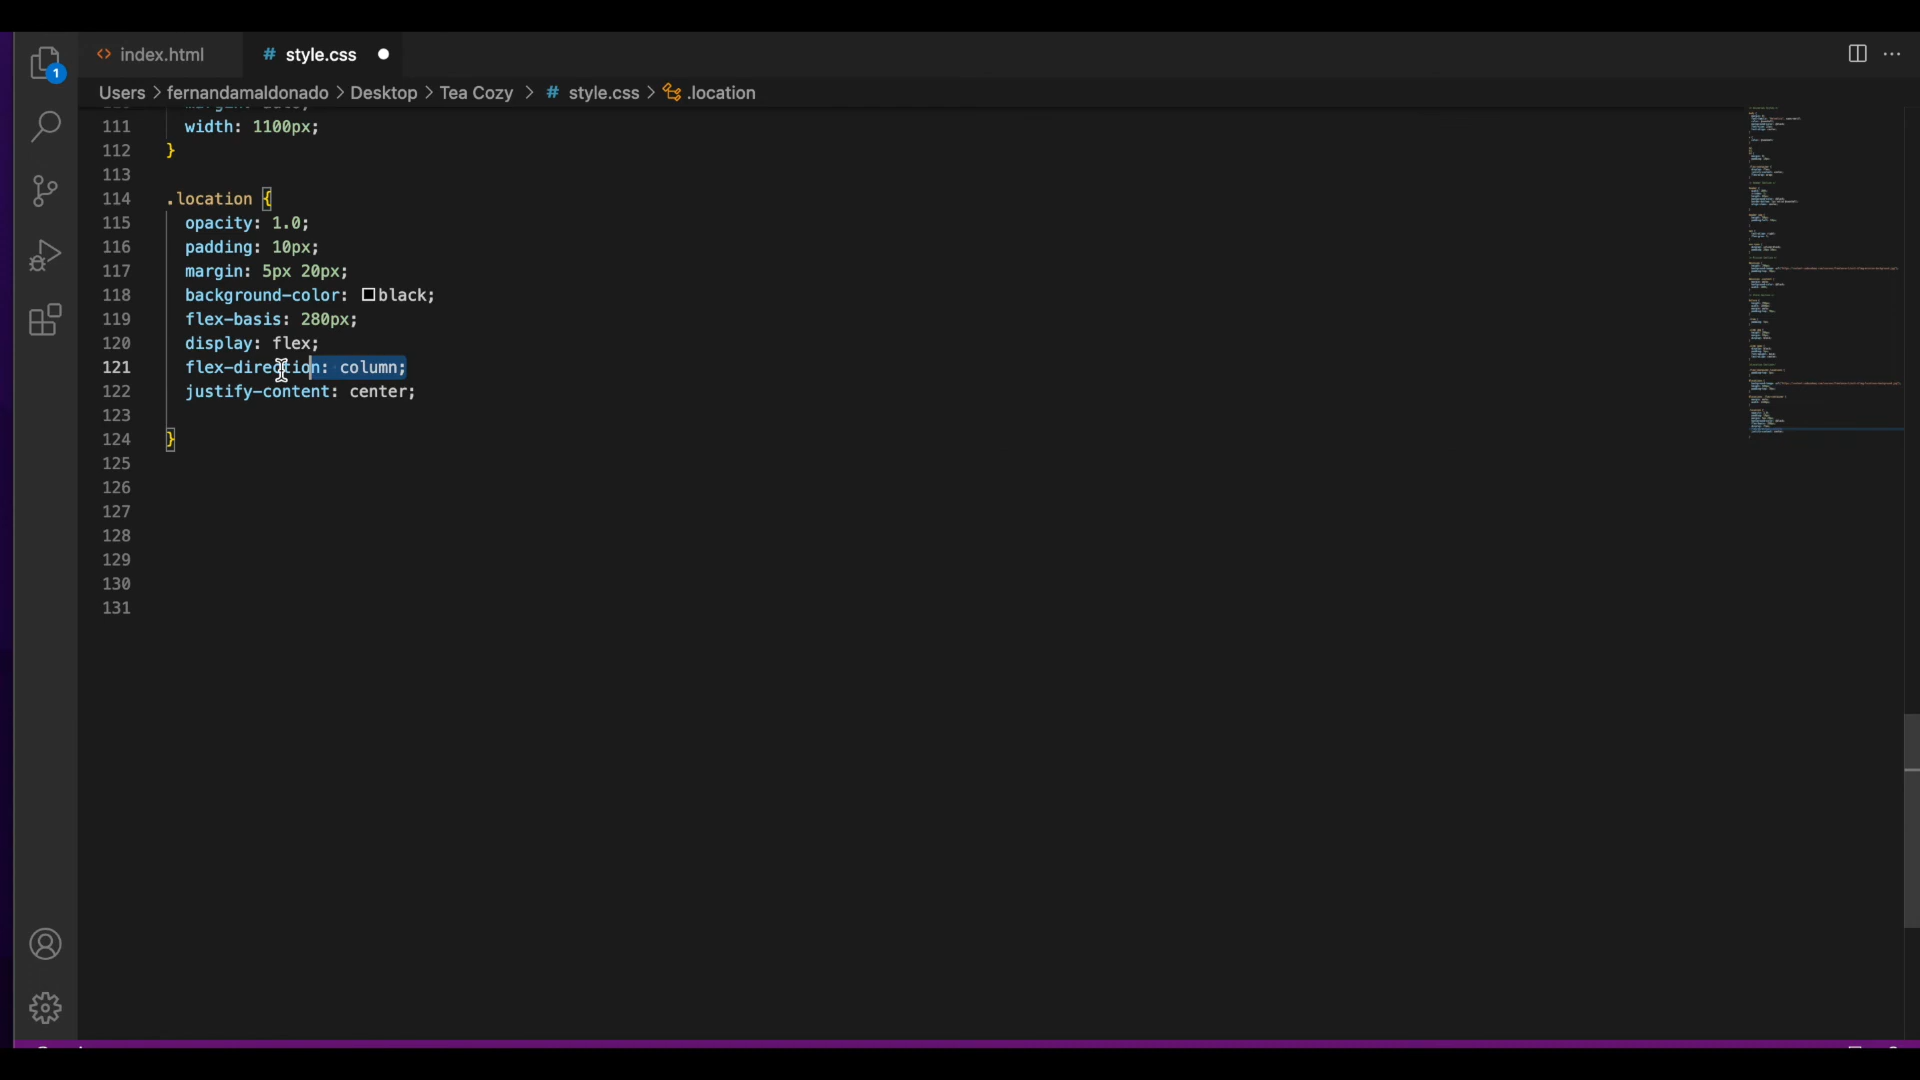 index.html
# style.css
Users > fernandamaldonado > Desktop > Tea Cozy > # style.css > .location
1
111 width: 1100px;
112 }
113
114 .location {
115 opacity: 1.0;
116 padding: 10px;
117 margin: 5px 20px;
118 background-color: black;
119 flex-basis: 280px;
120 display: flex;
121 flex-direction: column;
122 justify-content: center;
123
124 }
125
126
127
128
129
130
131